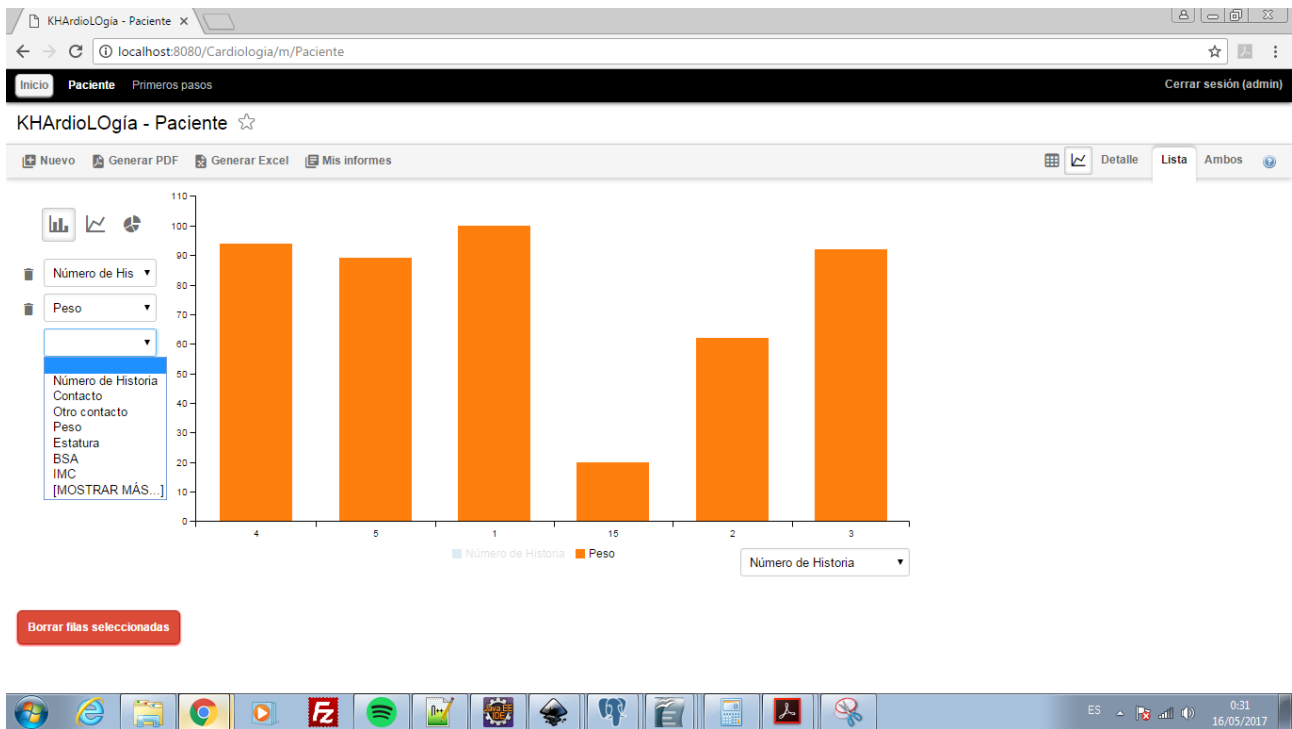 KHArdioLOgía - Paciente
localhost:8080/Cardiologia/m/Paciente
Inicio Paciente Primeros pasos Cerrar sesión (admin)
KHArdioLOgía - Paciente
Nuevo Generar PDF Generar Excel Mis informes Detalle Lista Ambos
110
100
90
80
70
60
50
40
30
20
10
0
Número de His
Peso
Número de Historia
Contacto
Otro contacto
Peso
Estatura
BSA
IMC
[MOSTRAR MÁS...]
4 5 1 15 2 3
Número de Historia Peso
Número de Historia
Borrar filas seleccionadas
ES 0:31
16/05/2017